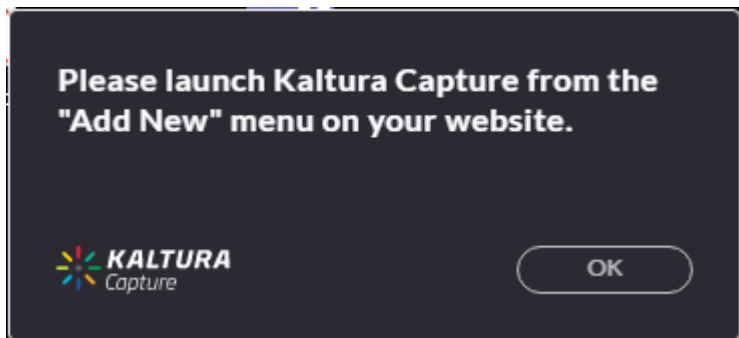 Please launch Kaltura Capture from the
"Add New" menu on your website.
KALTURA
Capture
OK